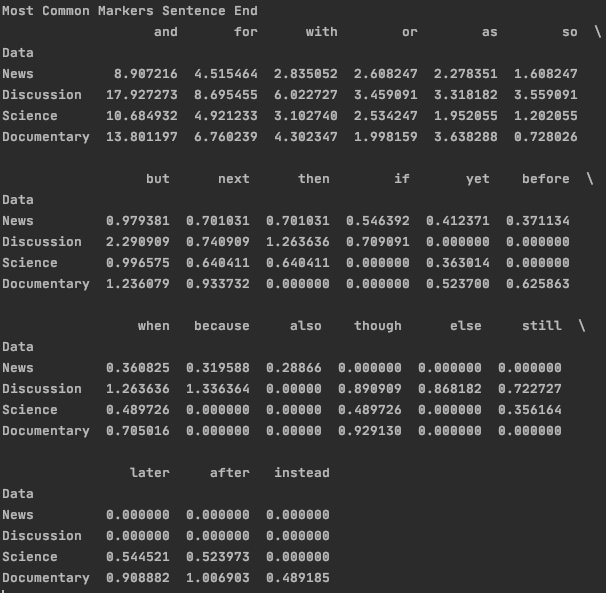 Most Common Markers Sentence End
and for with or as so \
Data
News 8.907216 4.515464 2.835052 2.608247 2.278351 1.608247
Discussion 17.927273 8.695455 6.022727 3.459091 3.318182 3.559091
Science 10.684932 4.921233 3.102740 2.534247 1.952055 1.202055
Documentary 13.801197 6.760239 4.302347 1.998159 3.638288 0.728026
but next then if yet before \
Data
News 0.979381 0.701031 0.701031 0.546392 0.412371 0.371134
Discussion 2.290909 0.740909 1.263636 0.709091 0.000000 0.000000
Science 0.996575 0.640411 0.640411 0.000000 0.363014 0.000000
Documentary 1.236079 0.933732 0.000000 0.000000 0.523700 0.625863
when because also though else still \
Data
News 0.360825 0.319588 0.28866 0.000000 0.000000 0.000000
Discussion 1.263636 1.336364 0.00000 0.890909 0.868182 0.722727
Science 0.489726 0.000000 0.00000 0.489726 0.000000 0.356164
Documentary 0.705016 0.000000 0.00000 0.929130 0.000000 0.000000
later after instead
Data
News 0.000000 0.000000 0.000000
Discussion 0.000000 0.000000 0.000000
Science 0.544521 0.523973 0.000000
Documentary 0.908882 1.006903 0.489185